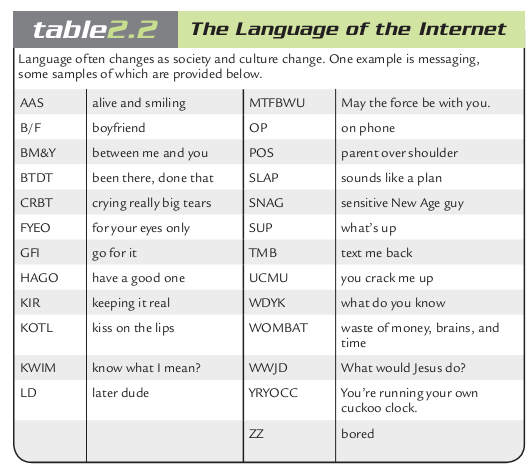 table2.2 The Language of the Internet
Language often changes as society and culture change. One example is messaging,
some samples of which are provided below.
AAS alive and smiling MTFBWU May the force be with you.
B/F boyfriend OP on phone
BM&Y between me and you POS parent over shoulder
BTDT been there, done that SLAP sounds like a plan
CRBT crying really big tears SNAG sensitive New Age guy
FYEO for your eyes only SUP what's up
GFI go for it TMB text me back
HAGO have a good one UCMU you crack me up
KIR keeping it real WDYK what do you know
KOTL kiss on the lips WOMBAT waste of money, brains, and
time
KWIM know what I mean? WWJD What would Jesus do?
LD later dude YRYOCC You're running your own
cuckoo clock.
ZZ bored